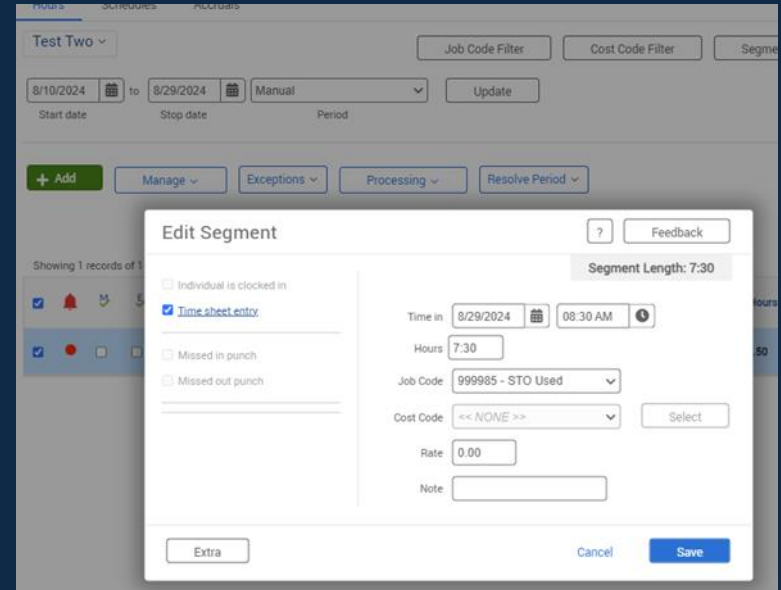 Hours Schedules Accruals
Test Two
Job Code Filter Cost Code Filter
8/10/2024 to 8/29/2024 Manual Update
Start date Stop date Period
+ Add Manage Exceptions Processing Resolve Period
Edit Segment ? Feedback
Showing 1 records of 1
Segment Length: 7:30
Individual is clocked in
Time sheet entry
Time in 8/29/2024 08:30 AM
Hours 7:30
Missed in punch
Missed out punch
Job Code 999985 - STO Used
Cost Code << NONE >> Select
Rate 0.00
Note
Extra Cancel Save
.50